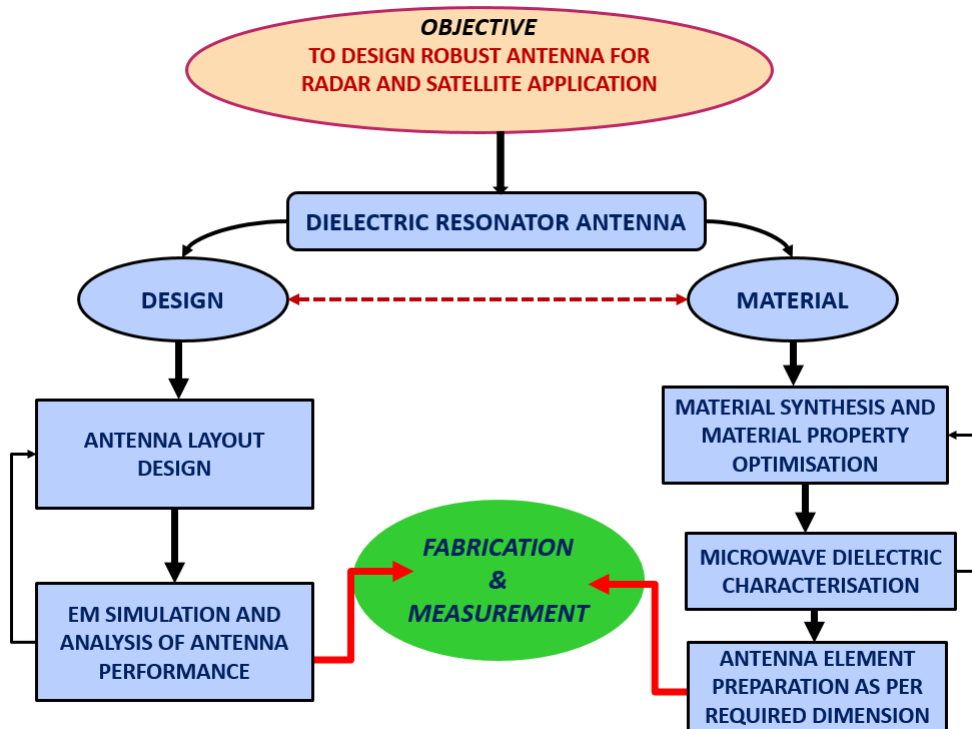 OBJECTIVE
TO DESIGN ROBUST ANTENNA FOR
RADAR AND SATELLITE APPLICATION
DIELECTRIC RESONATOR ANTENNA
DESIGN
MATERIAL
ANTENNA LAYOUT
DESIGN
MATERIAL SYNTHESIS AND
MATERIAL PROPERTY
OPTIMISATION
FABRICATION
&
MEASUREMENT
MICROWAVE DIELECTRIC
CHARACTERISATION
EM SIMULATION AND
ANALYSIS OF ANTENNA
PERFORMANCE
ANTENNA ELEMENT
PREPARATION AS PER
REQUIRED DIMENSION